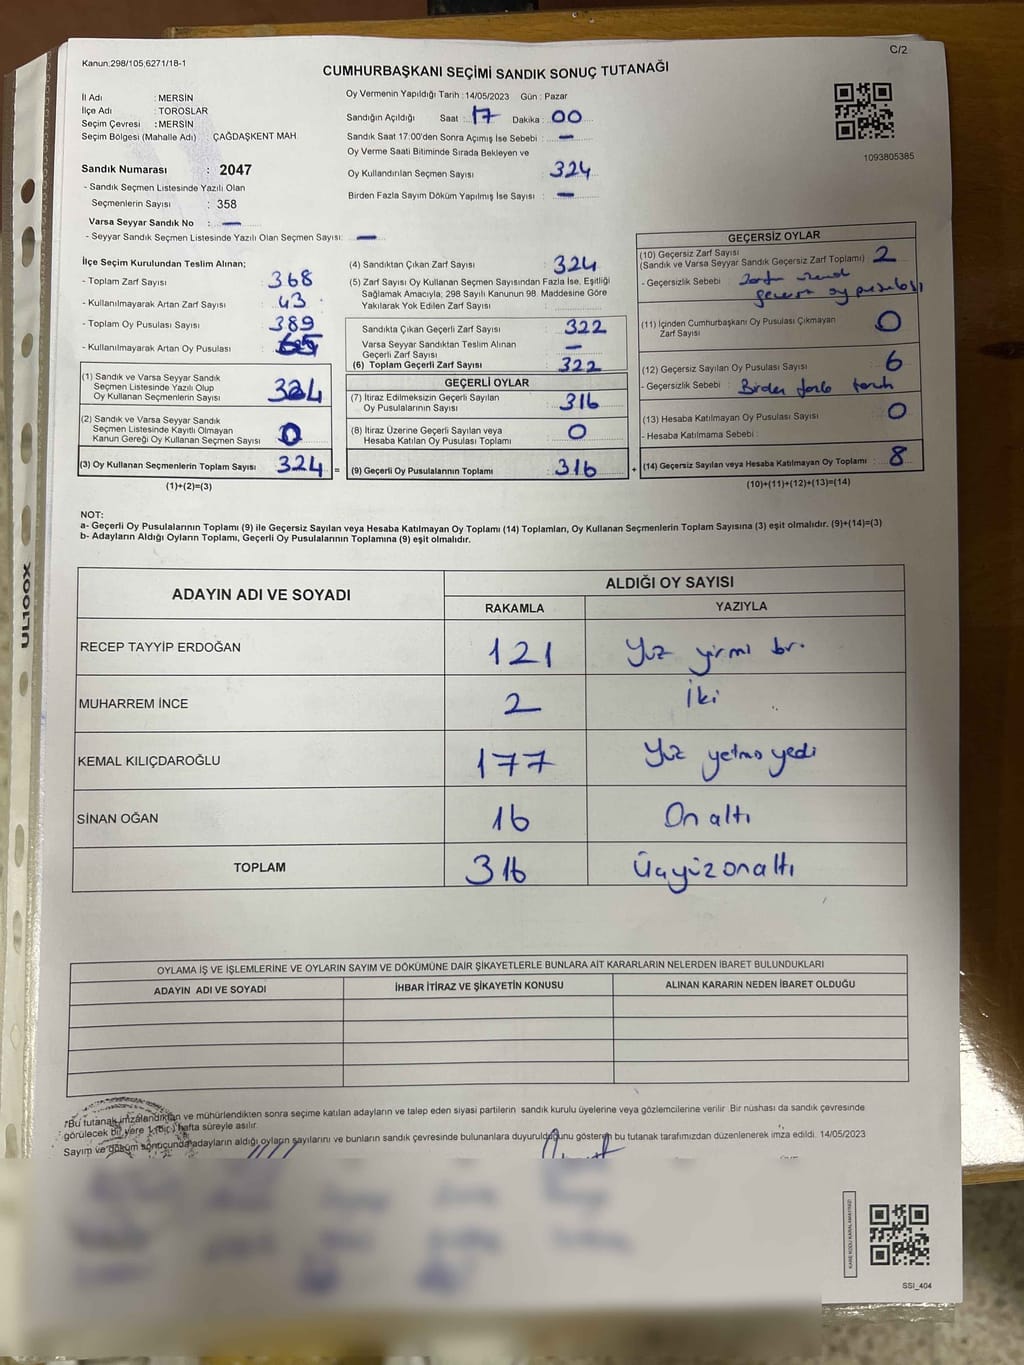 C/2
Kanun:298/105,6271/18-1
CUMHURBAŞKANI SEÇİMİ SANDIK SONUÇ TUTANAĞI
İl Adı : MERSİN
İlçe Adı : TOROSLAR
Seçim Çevresi : MERSİN
Seçim Bölgesi (Mahalle Adı) ÇAĞDAŞKENT MAH.
Sandık Numarası : 2047
- Sandık Seçmen Listesinde Yazılı Olan
Seçmenlerin Sayısı : 358
Varsa Seyyar Sandık No : —
- Seyyar Sandık Seçmen Listesinde Yazılı Olan Seçmen Sayısı: —
Oy Vermenin Yapıldığı Tarih : 14/05/2023 Gün : Pazar
Sandığın Açıldığı Saat : 17 Dakika : 00
Sandık Saat 17:00'den Sonra Açımış İse Sebebi : —
Oy Verme Saati Bitiminde Sırada Bekleyen ve
Oy Kullandırılan Seçmen Sayısı : 324
Birden Fazla Sayım Döküm Yapılmış İse Sayısı : —
1093805385
İlçe Seçim Kurulundan Teslim Alınan;
- Toplam Zarf Sayısı : 368
- Kullanılmayarak Artan Zarf Sayısı : 43
- Toplam Oy Pusulası Sayısı : 389
- Kullanılmayarak Artan Oy Pusulası :
(1) Sandık ve Varsa Seyyar Sandık
Seçmen Listesinde Yazılı Olup
Oy Kullanan Seçmenlerin Sayısı 324
(2) Sandık ve Varsa Seyyar Sandık
Seçmen Listesinde Kayıtlı Olmayan
Kanun Gereği Oy Kullanan Seçmen Sayısı 0
(3) Oy Kullanan Seçmenlerin Toplam Sayısı 324 =
(1)+(2)=(3)
(4) Sandıktan Çıkan Zarf Sayısı : 324
(5) Zarf Sayısı Oy Kullanan Seçmen Sayısından Fazla İse, Eşitliği
Sağlamak Amacıyla; 298 Sayılı Kanunun 98. Maddesine Göre
Yakılarak Yok Edilen Zarf Sayısı :
Sandıkta Çıkan Geçerli Zarf Sayısı : 322
Varsa Seyyar Sandıktan Teslim Alınan
Geçerli Zarf Sayısı : —
(6) Toplam Geçerli Zarf Sayısı : 322
GEÇERLİ OYLAR
(7) İtiraz Edilmeksizin Geçerli Sayılan
Oy Pusulalarının Sayısı : 316
(8) İtiraz Üzerine Geçerli Sayılan veya
Hesaba Katılan Oy Pusulası Toplamı : 0
(9) Geçerli Oy Pusulalarının Toplamı : 316 +
GEÇERSİZ OYLAR
(10) Geçersiz Zarf Sayısı
(Sandık ve Varsa Seyyar Sandık Geçersiz Zarf Toplamı) : 2
- Geçersizlik Sebebi :
oy pusulası
(11) İçinden Cumhurbaşkanı Oy Pusulası Çıkmayan
Zarf Sayısı : 0
(12) Geçersiz Sayılan Oy Pusulası Sayısı : 6
- Geçersizlik Sebebi : Birden fazla tercih
(13) Hesaba Katılmayan Oy Pusulası Sayısı : 0
- Hesaba Katılmama Sebebi :
(14) Geçersiz Sayılan veya Hesaba Katılmayan Oy Toplamı : 8
(10)+(11)+(12)+(13)=(14)
NOT:
a- Geçerli Oy Pusulalarının Toplamı (9) ile Geçersiz Sayılan veya Hesaba Katılmayan Oy Toplamı (14) Toplamları, Oy Kullanan Seçmenlerin Toplam Sayısına (3) eşit olmalıdır. (9)+(14)=(3)
b- Adayların Aldığı Oyların Toplamı, Geçerli Oy Pusulalarının Toplamına (9) eşit olmalıdır.
ADAYIN ADI VE SOYADI
ALDIĞI OY SAYISI
RAKAMLA YAZIYLA
RECEP TAYYİP ERDOĞAN 121 Yüz yirmi bir
MUHARREM İNCE 2 İki
KEMAL KILIÇDAROĞLU 177 Yüz yetmiş yedi
SİNAN OĞAN 16 On altı
TOPLAM 316 Üçyüzonaltı
OYLAMA İŞ VE İŞLEMLERİNE VE OYLARIN SAYIM VE DÖKÜMÜNE DAİR ŞİKAYETLERLE BUNLARA AİT KARARLARIN NELERDEN İBARET BULUNDUKLARI
ADAYIN ADI VE SOYADI İHBAR İTİRAZ VE ŞİKAYETİN KONUSU ALINAN KARARIN NEDEN İBARET OLDUĞU
*Bu tutanak imzalandıktan ve mühürlendikten sonra seçime katılan adayların ve talep eden siyasi partilerin sandık kurulu üyelerine veya gözlemcilerine verilir. Bir nüshası da sandık çevresinde
görülecek bir yere 1 (bir) hafta süreyle asılır.
Sayım ve döküm sonucunda adayların aldığı oyların sayılarını ve bunların sandık çevresinde bulunanlara duyurulduğunu gösteren bu tutanak tarafımızdan düzenlenerek imza edildi. 14/05/2023
SSİ_404
UL100X